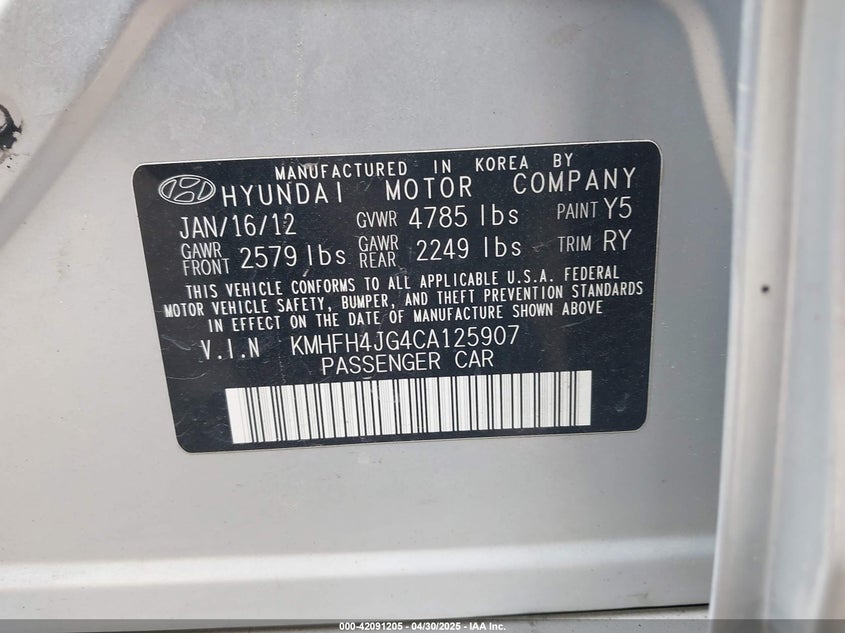 MANUFACTURED IN KOREA BY
HYUNDAI MOTOR COMPANY
JAN/16/12 GVWR 4785 lbs PAINT Y5
GAWR FRONT 2579 lbs GAWR REAR 2249 lbs TRIM RY
THIS VEHICLE CONFORMS TO ALL APPLICABLE U.S.A. FEDERAL
MOTOR VEHICLE SAFETY, BUMPER, AND THEFT PREVENTION STANDARDS
IN EFFECT ON THE DATE OF MANUFACTURE SHOWN ABOVE
V.I.N KMHFH4JG4CA125907
PASSENGER CAR
000-42091205 - 04/30/2025 - IAA Inc.